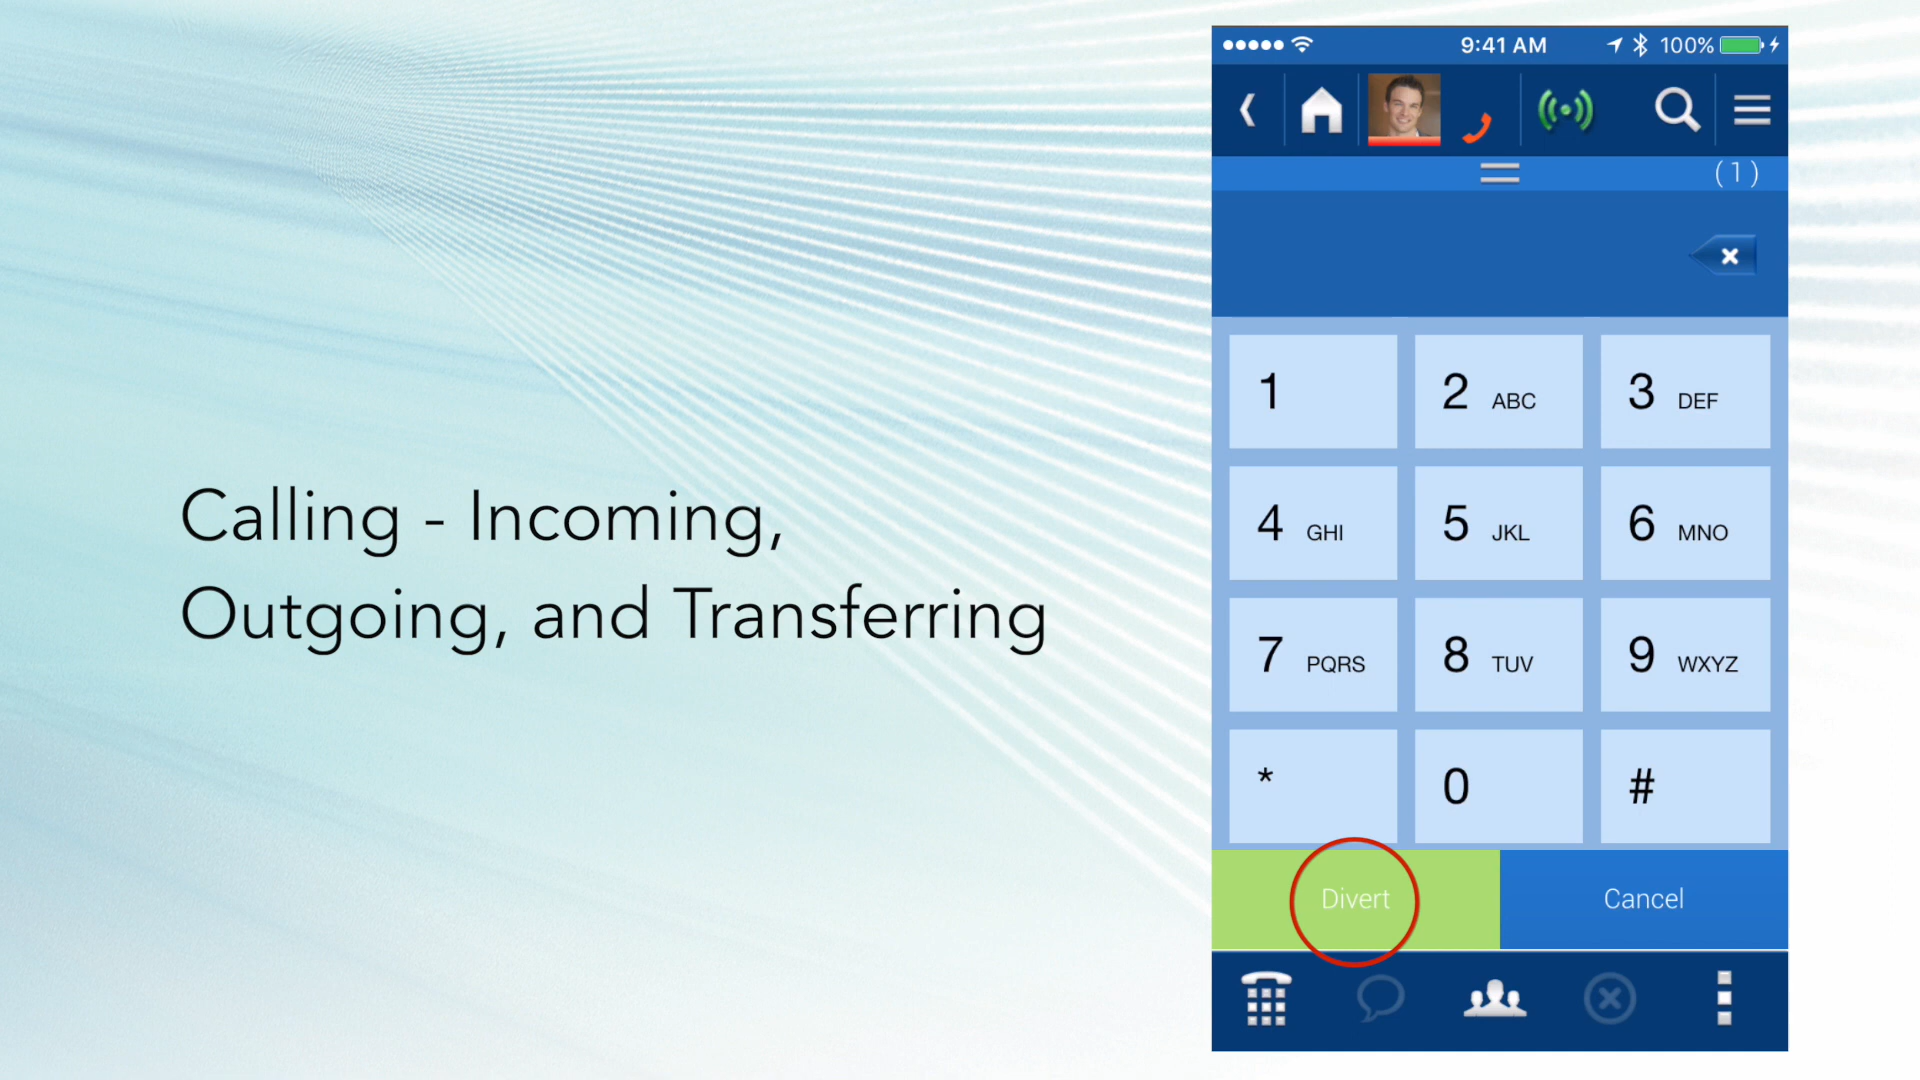 9:41 AM 100%
(1)
1 2 ABC 3 DEF
Calling - Incoming,
4 GHI 5 JKL 6 MNO
Outgoing, and Transferring
7 PQRS 8 TUV 9 WXYZ
* 0 #
Divert Cancel